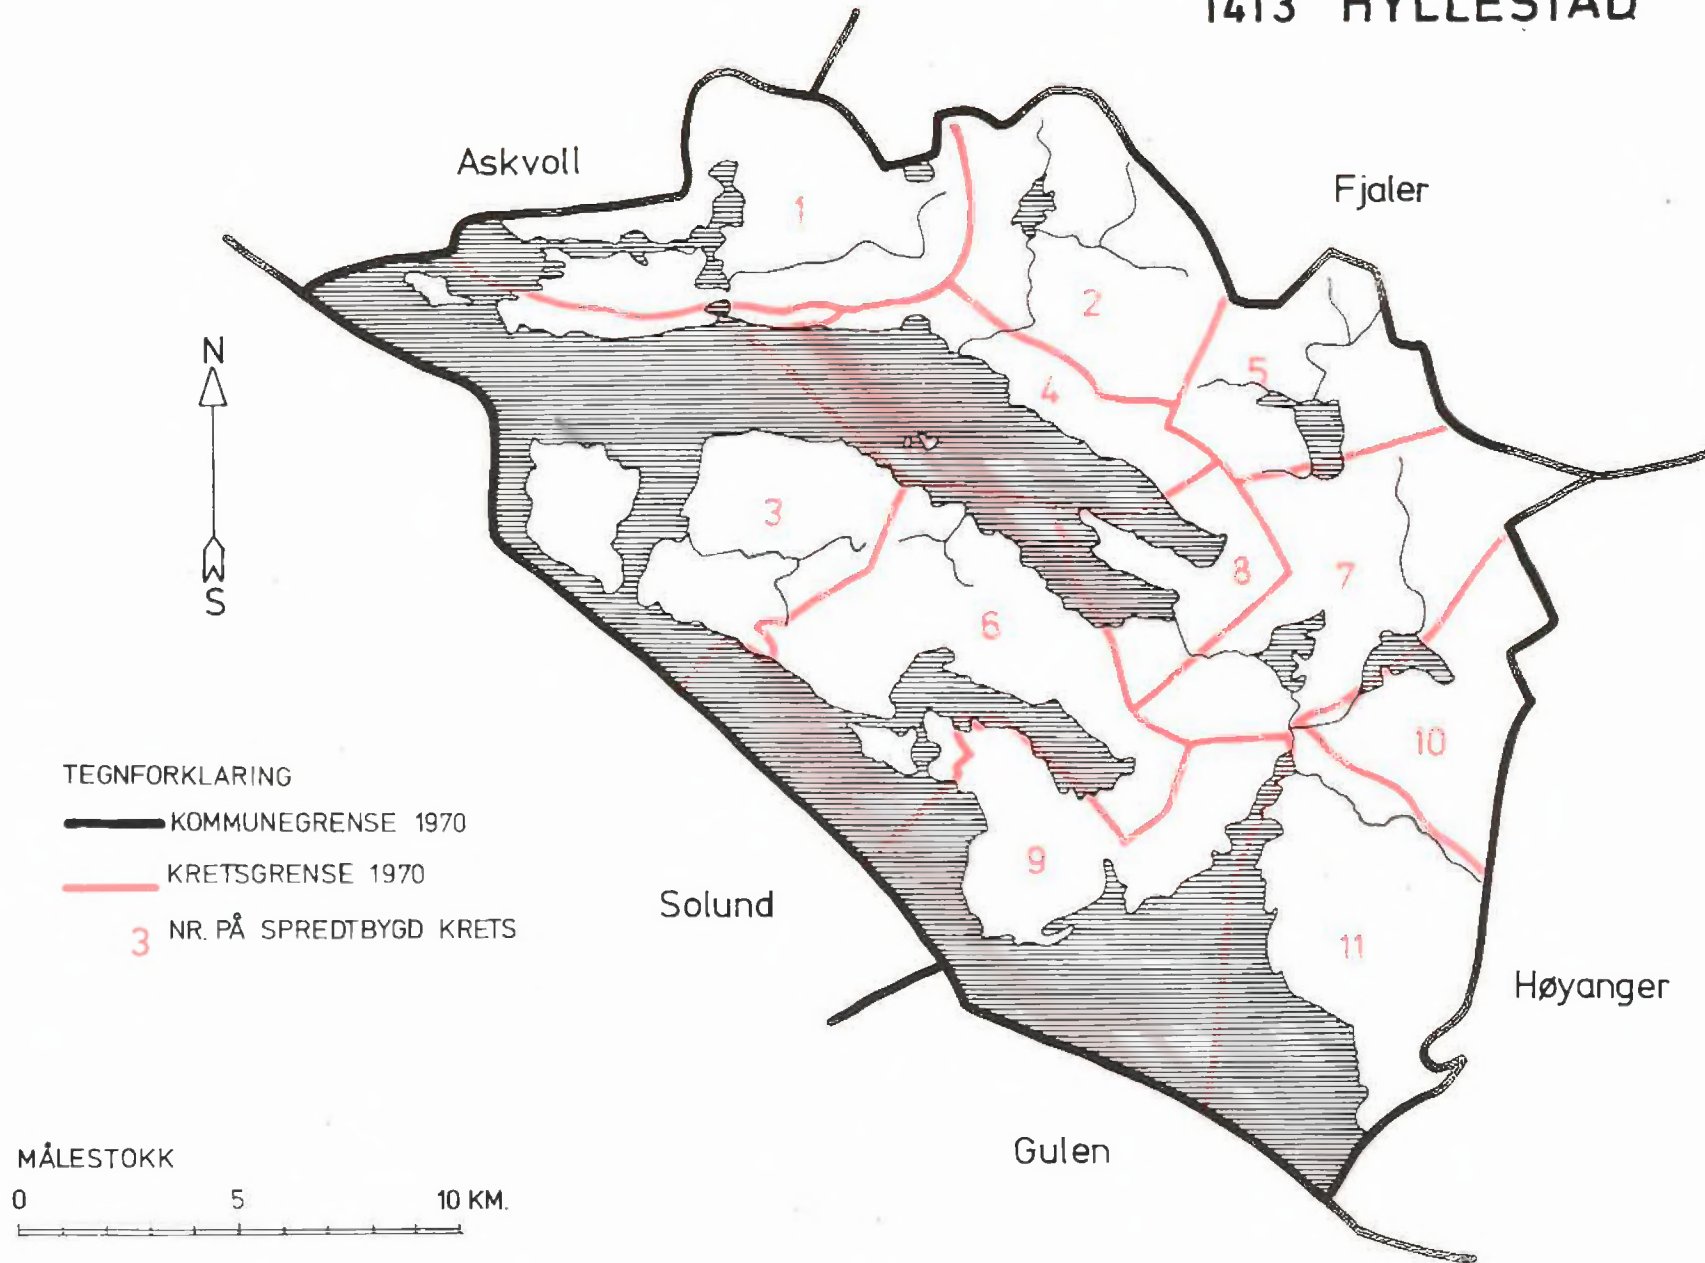 1413 HYLLESTAD
Askvoll
Fjaler
1
2
N
5
4
3
S
8
7
6
10
TEGNFORKLARING
KOMMUNEGRENSE 1970
KRETSGRENSE 1970
3 NR. PÅ SPREDTBYGD KRETS
9
Solund
11
Høyanger
Gulen
MÅLESTOKK
0 5 10 KM.